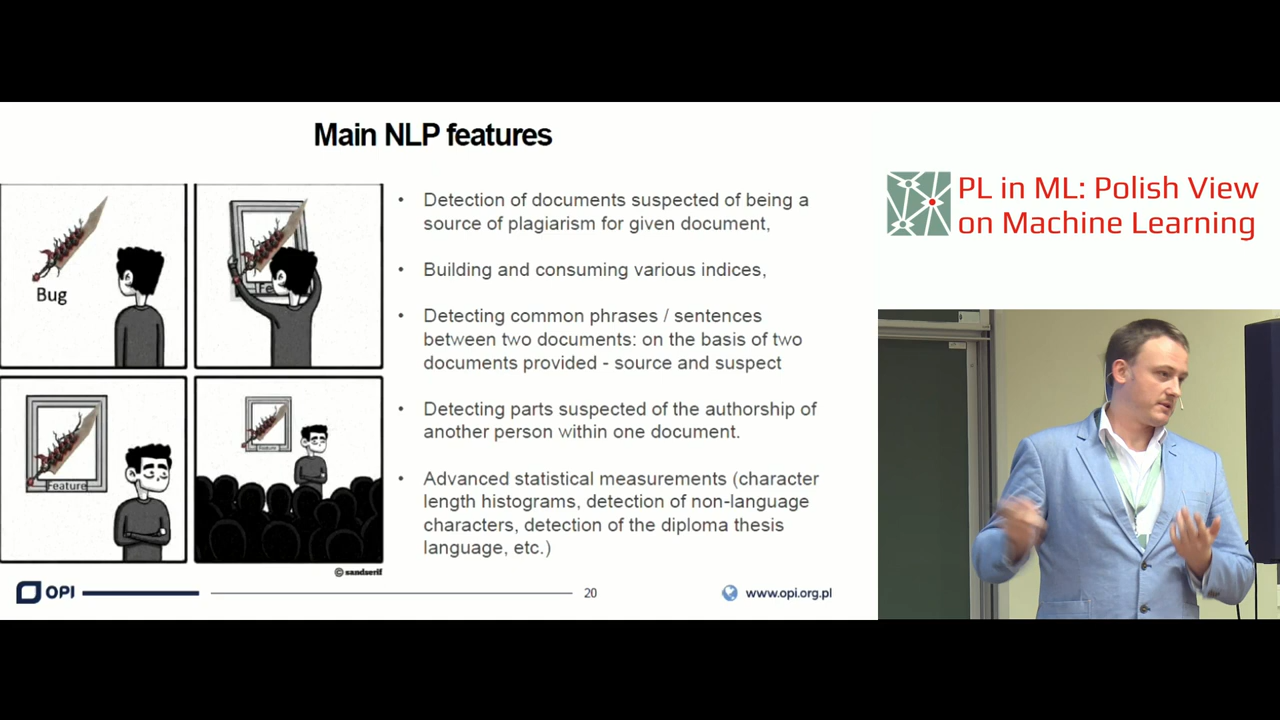 Main NLP features
Bug
Feature
Feature
© sandserif
• Detection of documents suspected of being a
source of plagiarism for given document,
• Building and consuming various indices,
• Detecting common phrases / sentences
between two documents: on the basis of two
documents provided - source and suspect
• Detecting parts suspected of the authorship of
another person within one document.
• Advanced statistical measurements (character
length histograms, detection of non-language
characters, detection of the diploma thesis
language, etc.)
OPI
20
www.opi.org.pl
PL in ML: Polish View
on Machine Learning